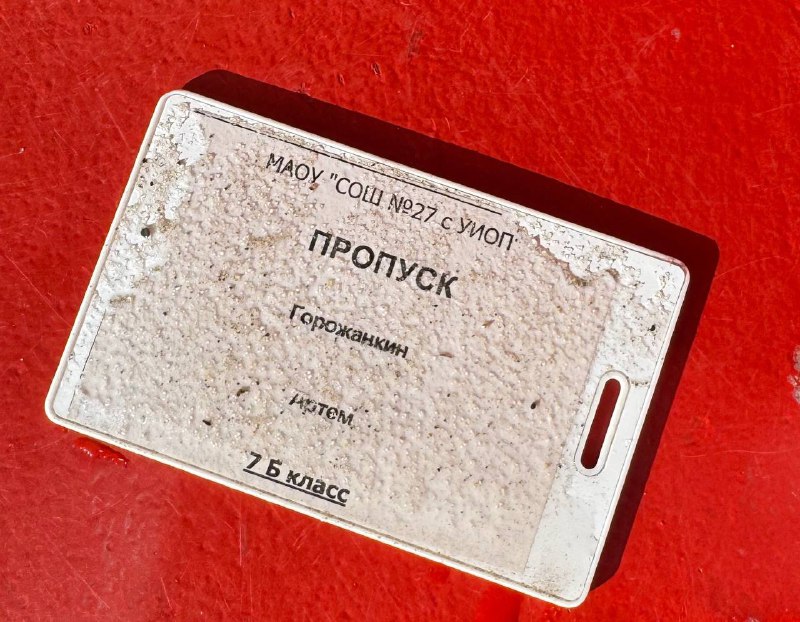 МАОУ "СОШ №27 с УИОП
ПРОПУСК
Горожанкин
Артем
7 Б класс